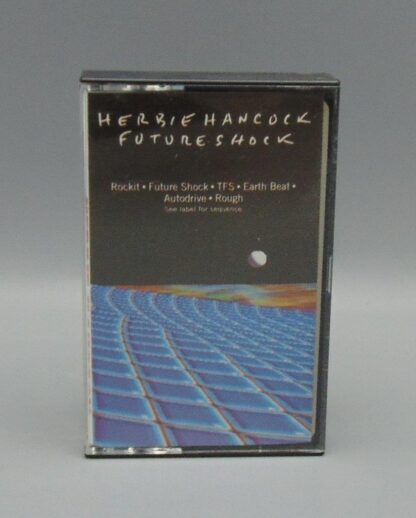 HERBIE HANCOCK
FUTURE SHOCK
Rockit • Future Shock • TFS • Earth Beat •
Autodrive • Rough
See label for sequence